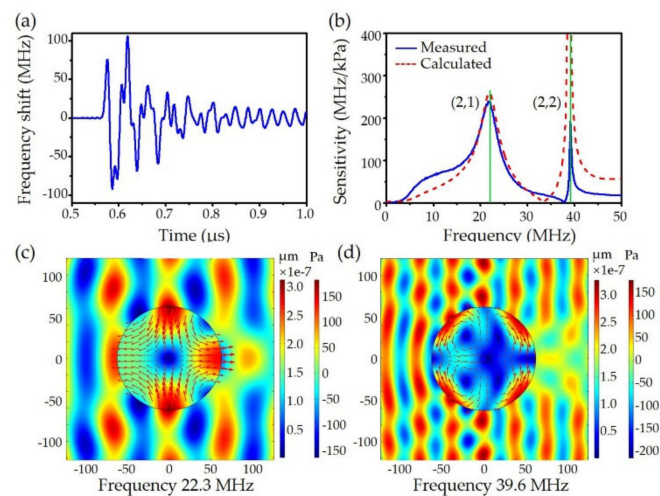 (a)
Frequency shift (MHz)
100
50
0
-50
-100
0.5 0.6 0.7 0.8 0.9 1.0
Time (μs)
(b)
Sensitivity (MHz/kPa)
400
300
200
100
0
Measured
Calculated
(2,1) (2,2)
0 10 20 30 40 50
Frequency (MHz)
(c)
100
50
0
-50
-100
-100 -50 0 50 100
Frequency 22.3 MHz
μm Pa
×1e-7
3.0
2.5
2.0
1.5
1.0
0.5
150
100
50
0
-50
-100
-150
(d)
100
50
0
-50
-100
-100 -50 0 50 100
Frequency 39.6 MHz
μm Pa
×1e-7
3.0
2.5
2.0
1.5
1.0
0.5
150
100
50
0
-50
-100
-150
-200